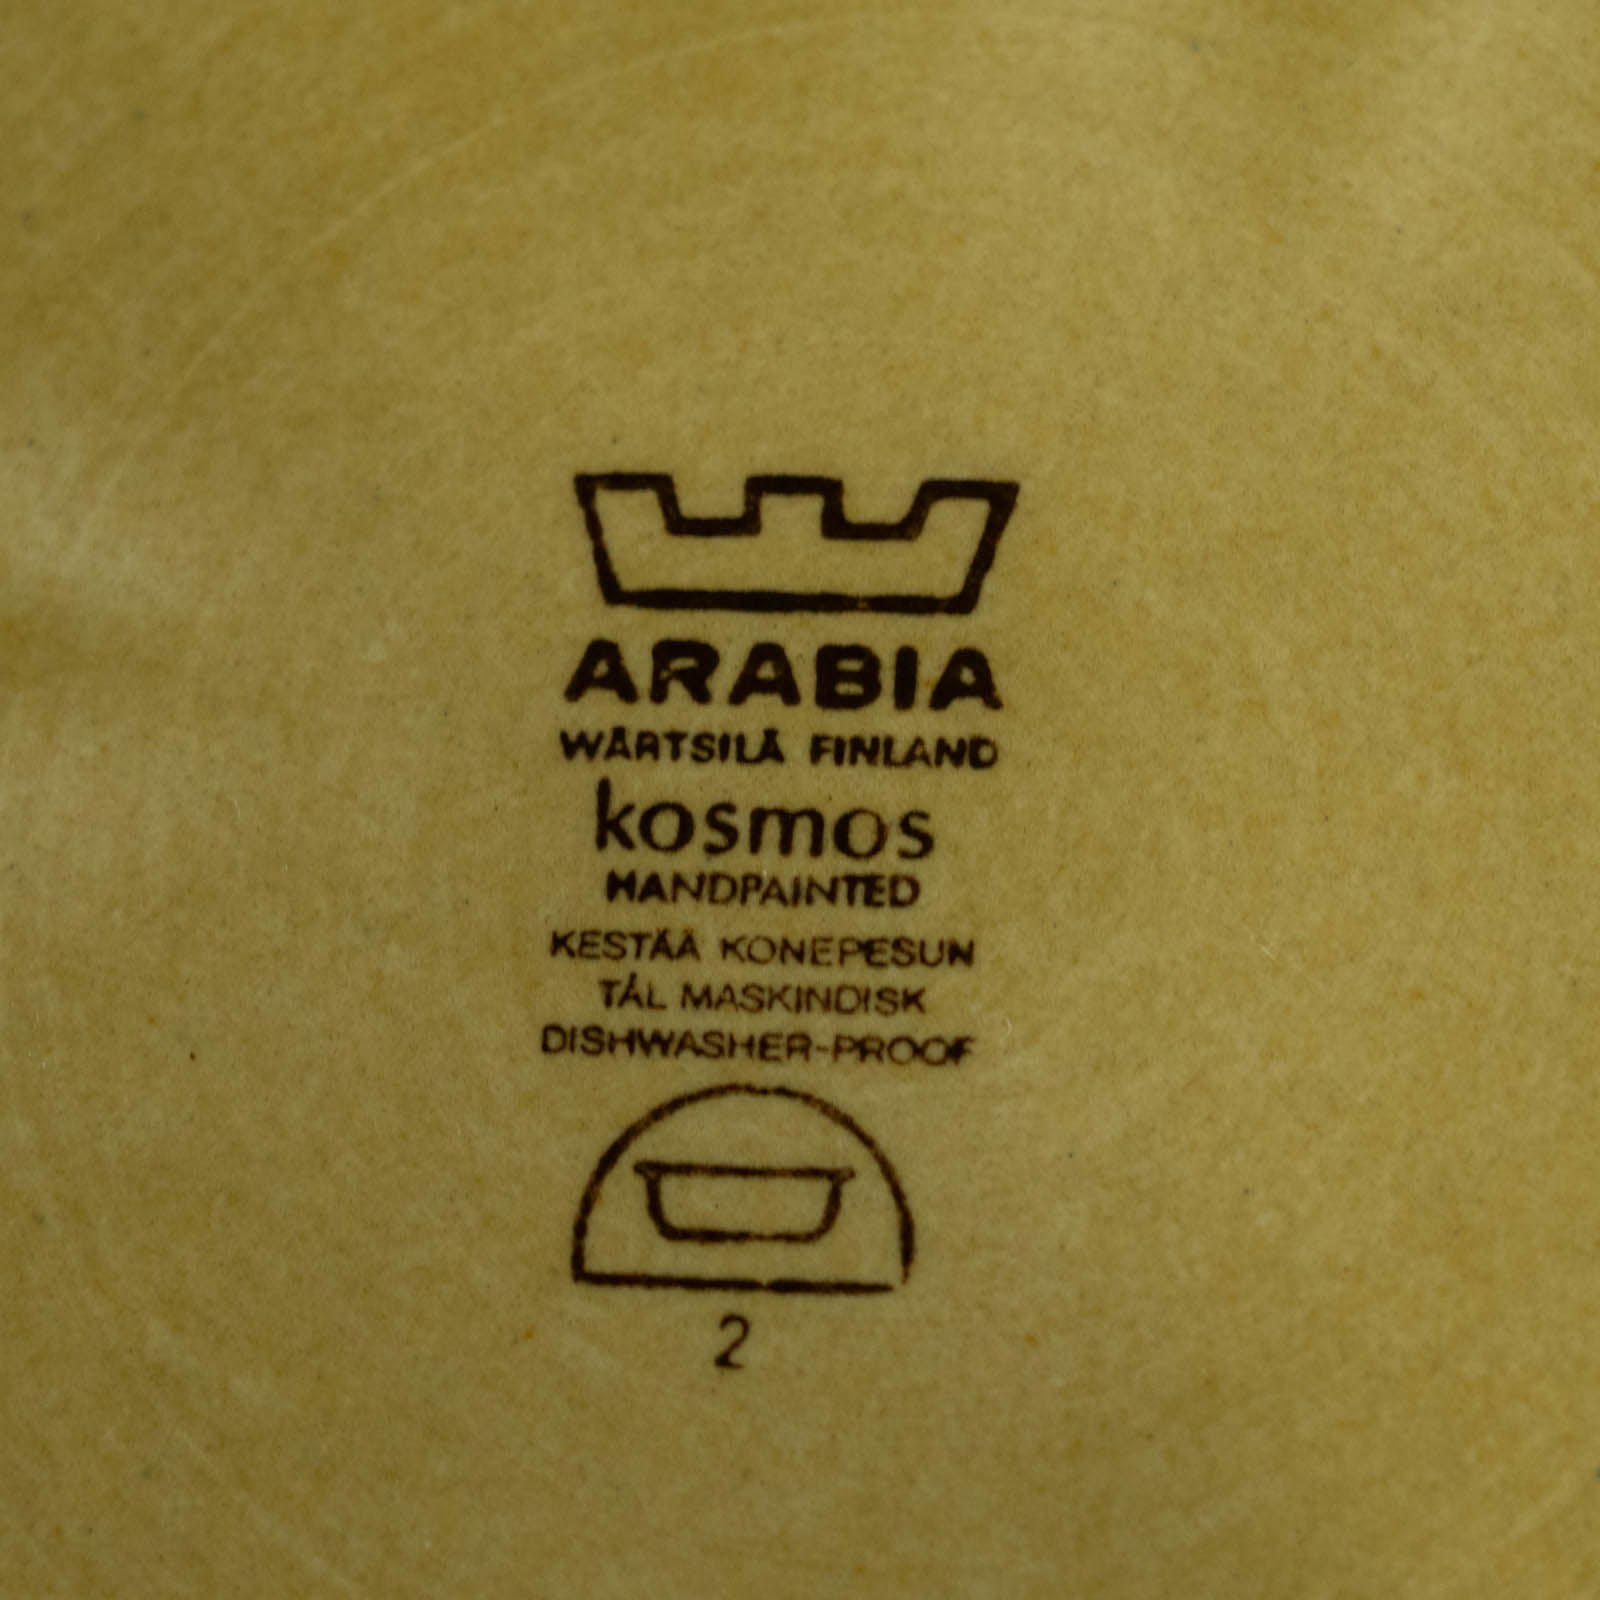 ARABIA
WÄRTSILÄ FINLAND
kosmos
HANDPAINTED
KESTÄÄ KONEPESUN
TÅL MASKINDISK
DISHWASHER-PROOF
2